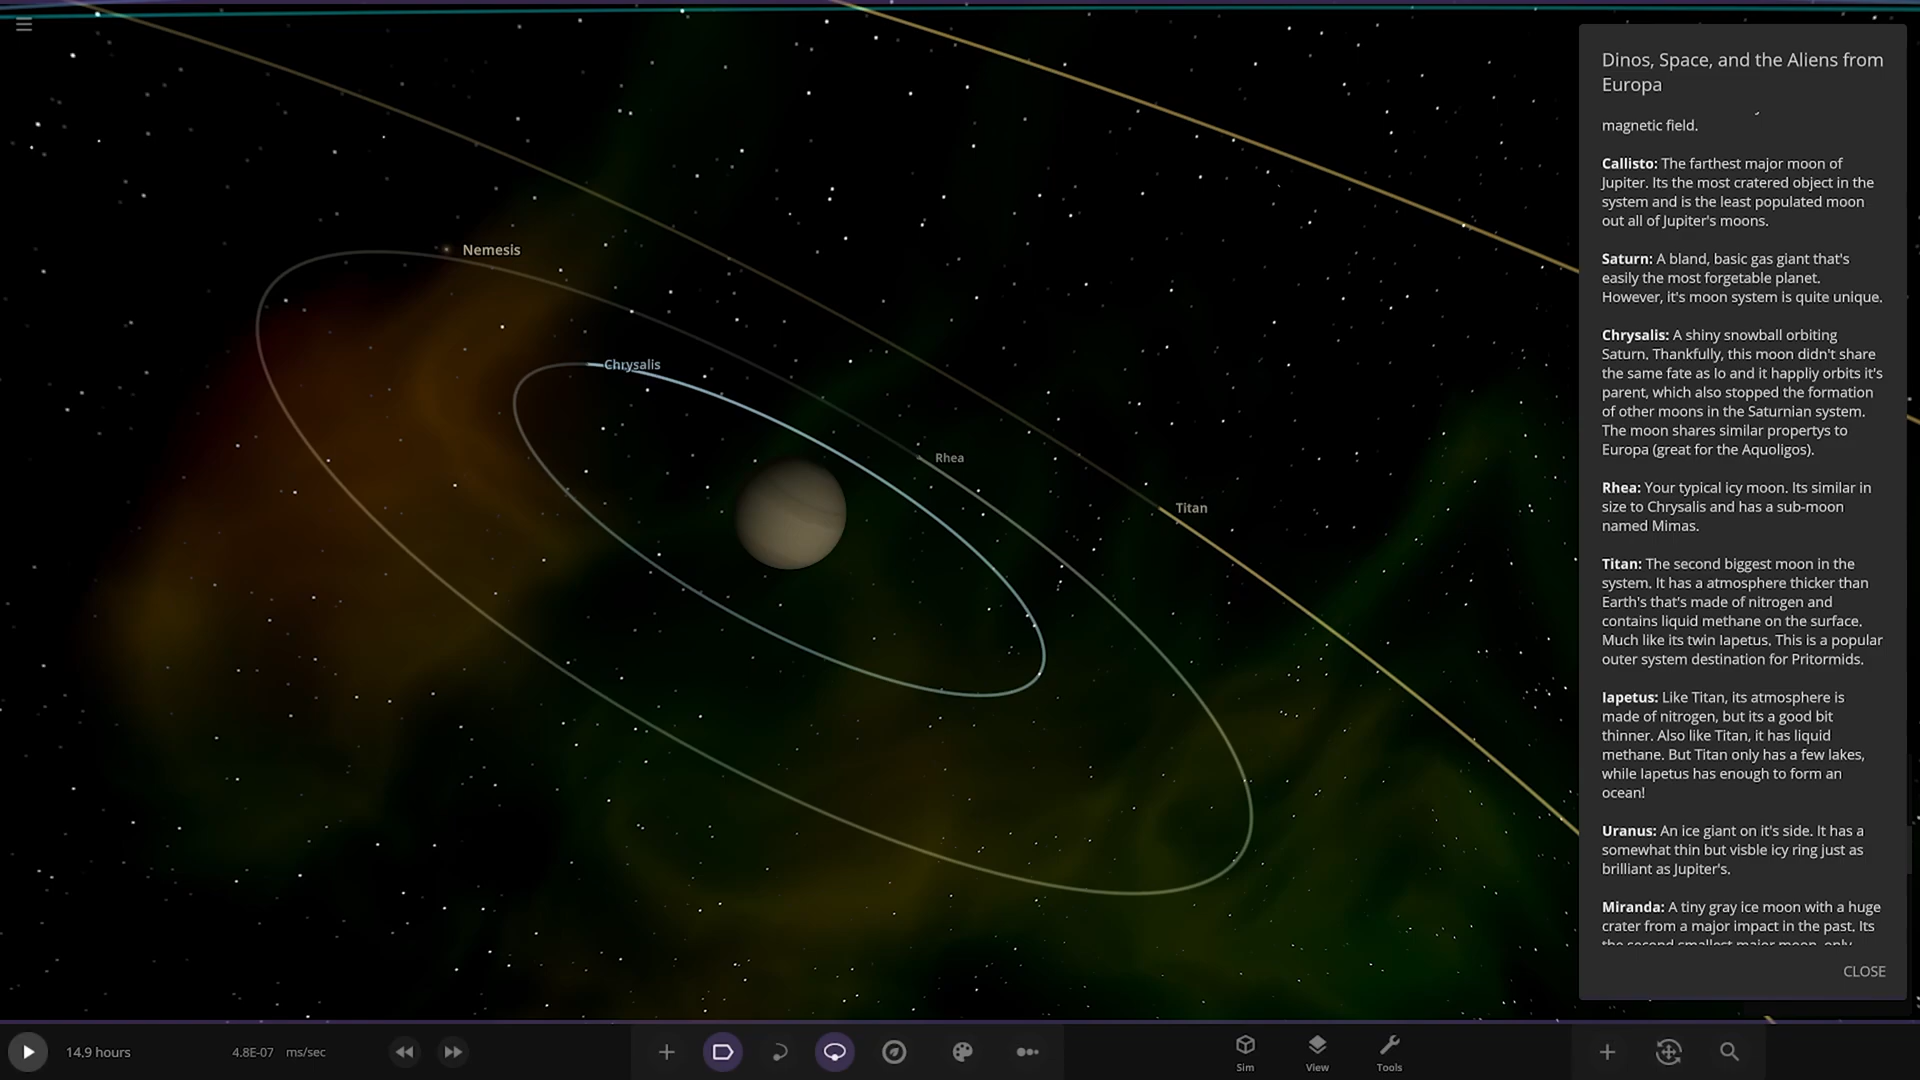 Nemesis
Chrysalis
Rhea
Titan
Dinos, Space, and the Aliens from
Europa
magnetic field.
Callisto: The farthest major moon of
Jupiter. Its the most cratered object in the
system and is the least populated moon
out all of Jupiter's moons.
Saturn: A bland, basic gas giant that's
easily the most forgetable planet.
However, it's moon system is quite unique.
Chrysalis: A shiny snowball orbiting
Saturn. Thankfully, this moon didn't share
the same fate as Io and it happliy orbits it's
parent, which also stopped the formation
of other moons in the Saturnian system.
The moon shares similar propertys to
Europa (great for the Aquoligos).
Rhea: Your typical icy moon. Its similar in
size to Chrysalis and has a sub-moon
named Mimas.
Titan: The second biggest moon in the
system. It has a atmosphere thicker than
Earth's that's made of nitrogen and
contains liquid methane on the surface.
Much like its twin Iapetus. This is a popular
outer system destination for Pritormids.
Iapetus: Like Titan, its atmosphere is
made of nitrogen, but its a good bit
thinner. Also like Titan, it has liquid
methane. But Titan only has a few lakes,
while Iapetus has enough to form an
ocean!
Uranus: An ice giant on it's side. It has a
somewhat thin but visble icy ring just as
brilliant as Jupiter's.
Miranda: A tiny gray ice moon with a huge
crater from a major impact in the past. Its
the second smallest major moon, only
CLOSE
14.9 hours
4.8E-07 ms/sec
Sim
View
Tools